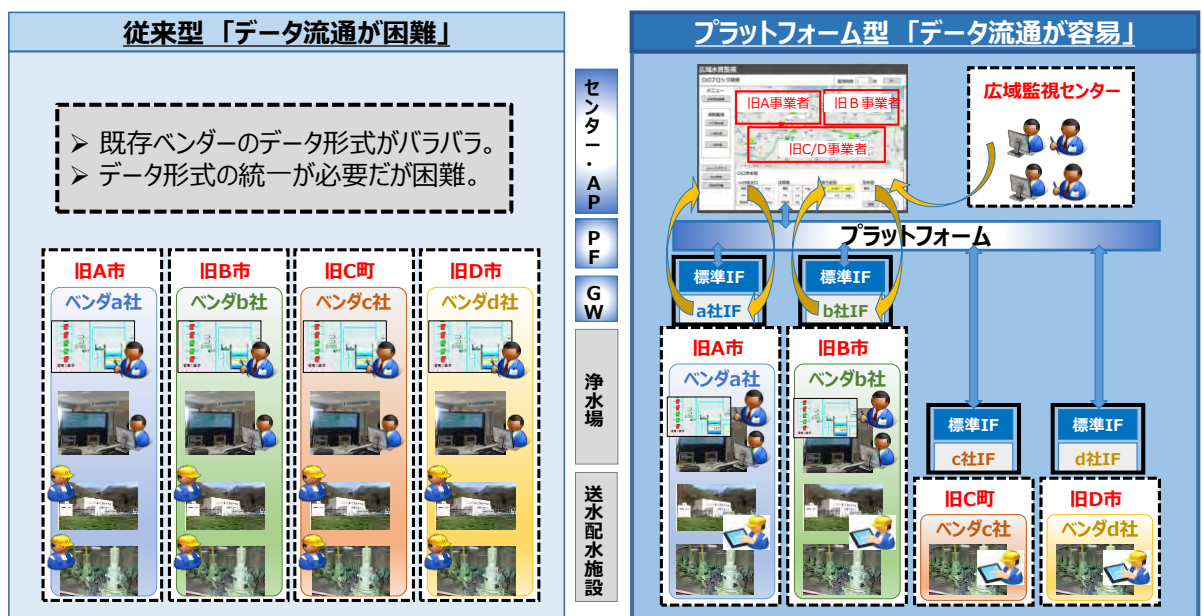 従来型 「データ流通が困難」
➢ 既存ベンダーのデータ形式がバラバラ。
➢ データ形式の統一が必要だが困難。
旧A市
ベンダa社
旧B市
ベンダb社
旧C町
ベンダc社
旧D市
ベンダd社
センター・AP
PF
GW
浄水場
送水配水施設
プラットフォーム型 「データ流通が容易」
広域水質監視
メニュー
旧A事業者
旧B事業者
旧C/D事業者
広域監視センター
プラットフォーム
標準IF
a社IF
標準IF
b社IF
旧A市
ベンダa社
旧B市
ベンダb社
標準IF
c社IF
標準IF
d社IF
旧C町
ベンダc社
旧D市
ベンダd社